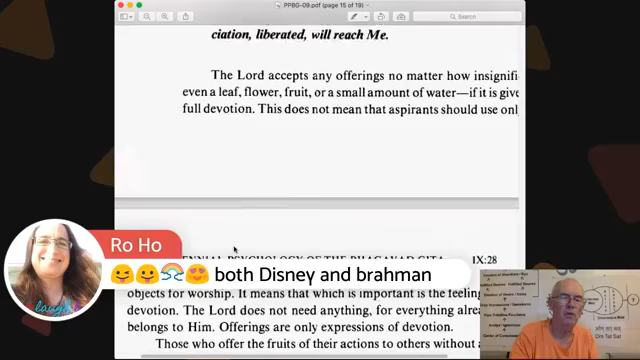 PPBG-09.pdf (page 15 of 19)
Search
ciation, liberated, will reach Me.
The Lord accepts any offerings no matter how insignifi
even a leaf, flower, fruit, or a small amount of water—if it is give
full devotion. This does not mean that aspirants should use onl
ENNIAL PSYCHOLOGY OF THE BHAGAVAD GITA
IX:28
Ro Ho
😝😛🌈😍 both Disney and brahman
objects for worship. It means that which is important is the feeling
devotion. The Lord does not need anything, for everything alrea
belongs to Him. Offerings are only expressions of devotion.
Those who offer the fruits of their actions to others without a
Om Tat Sat